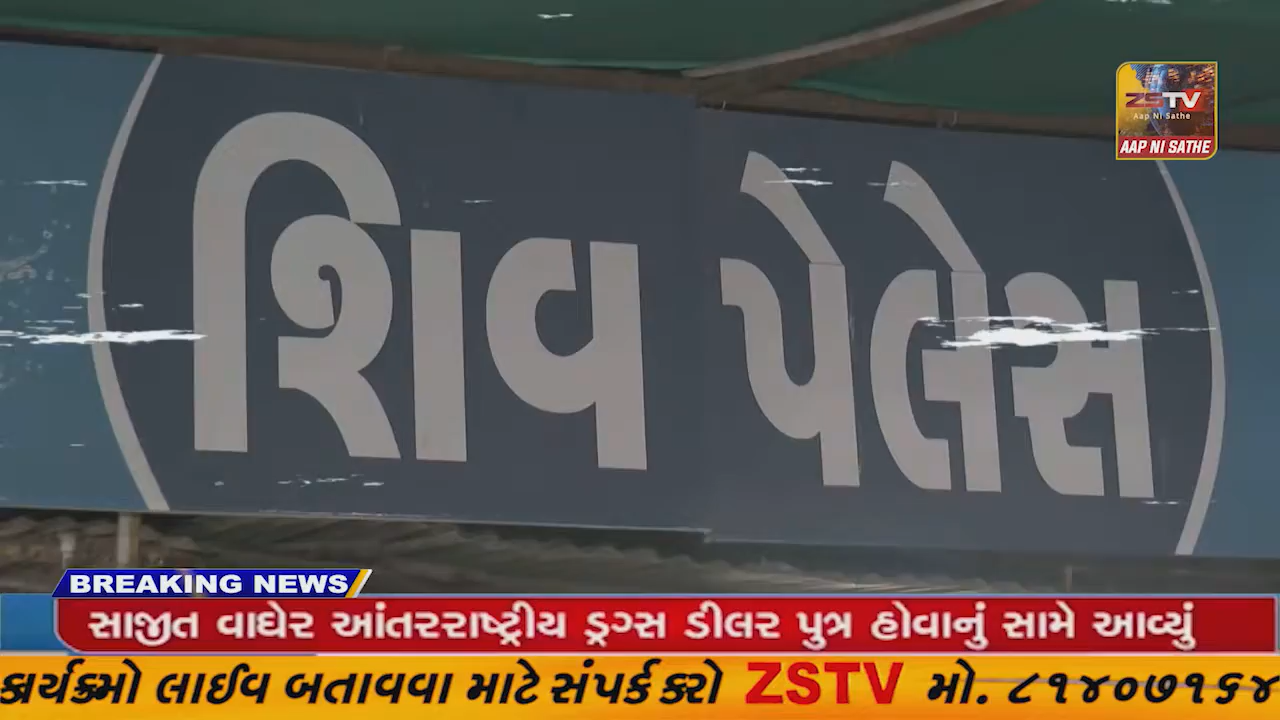 ZSTV
Aap Ni Sathe
AAP NI SATHE
શિવ પેલેસ
BREAKING NEWS
સાજીત વાઘેર આંતરરાષ્ટ્રીય ડ્રગ્સ ડીલર પુત્ર હોવાનું સામે આવ્યું
કાર્યક્રમો લાઈવ બતાવવા માટે સંપર્ક કરો ZSTV મો. ૮૧૪૦૭૧૬૪